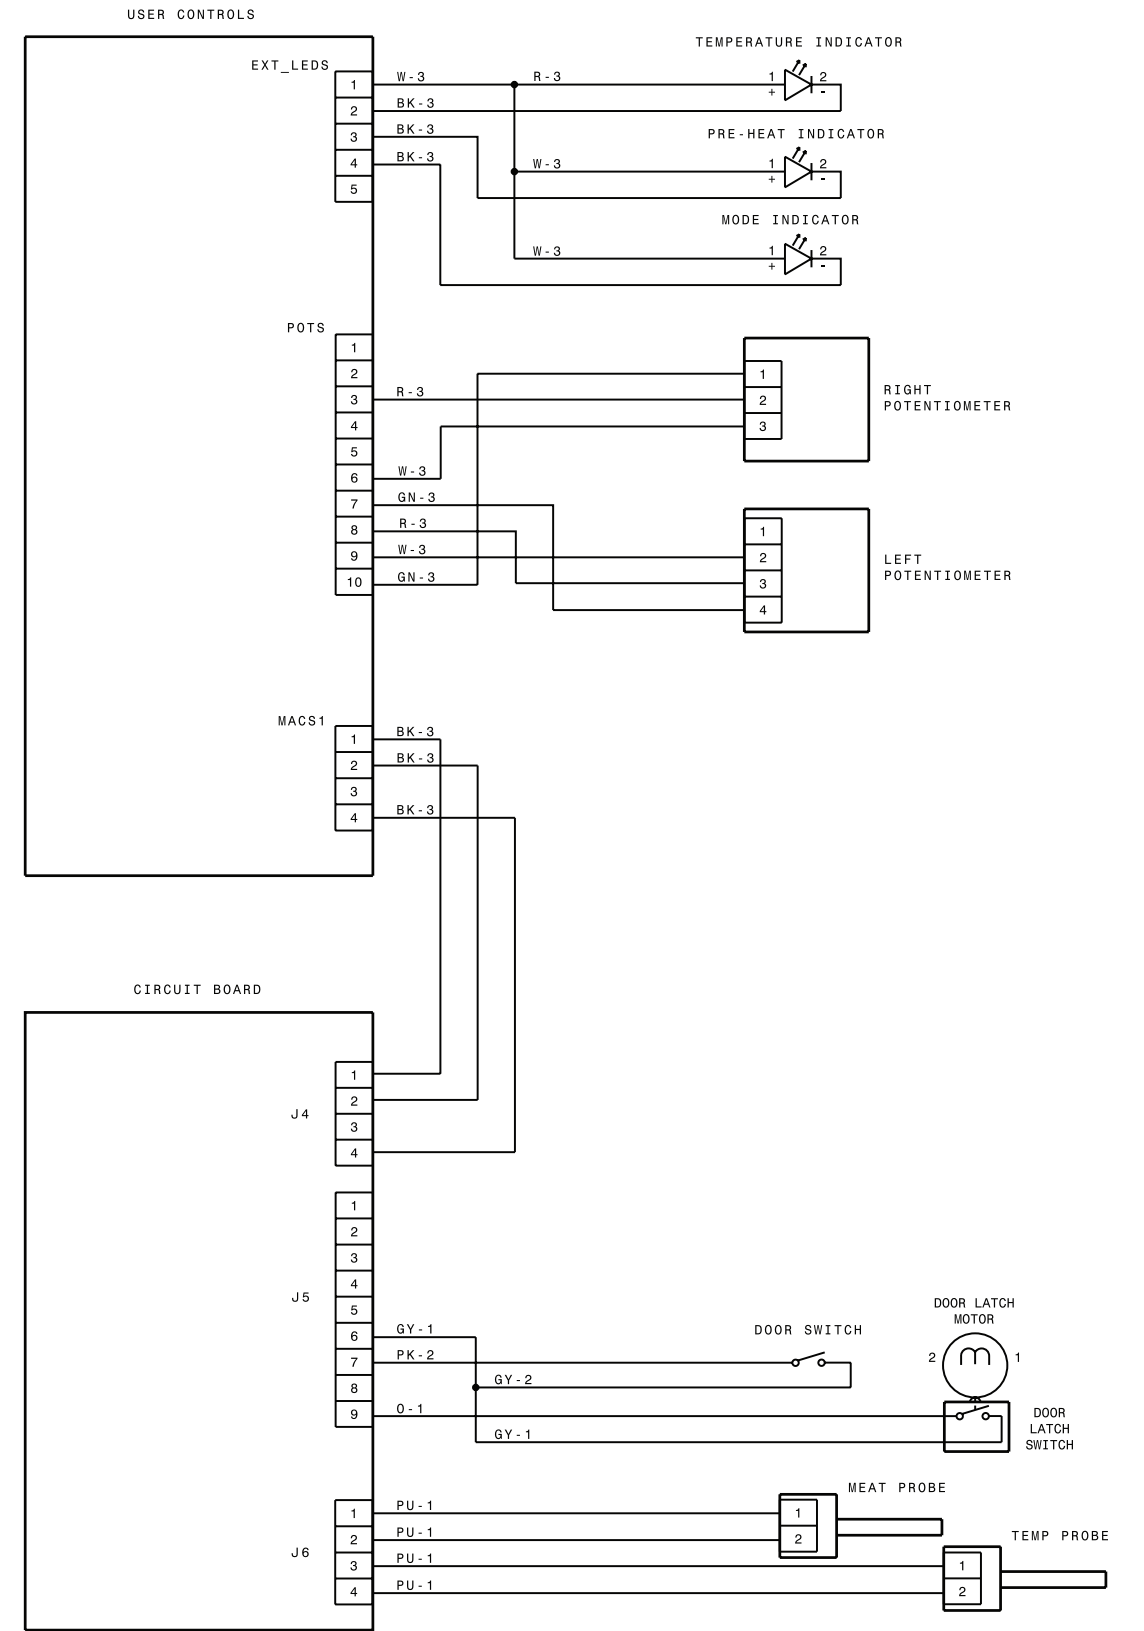 USER CONTROLS
TEMPERATURE INDICATOR
EXT_LEDS
1 W-3 R-3 1 2
+ -
2 BK-3
3 BK-3
PRE-HEAT INDICATOR
4 BK-3
W-3 1 2
+ -
5
MODE INDICATOR
W-3 1 2
+ -
POTS
1
2 1
3 R-3 2
RIGHT
POTENTIOMETER
4 3
5
6 W-3
7 GN-3
8 R-3 1
9 W-3 2
LEFT
POTENTIOMETER
10 GN-3 3
4
MACS1
1 BK-3
2 BK-3
3
4 BK-3
CIRCUIT BOARD
1
2
J4
3
4
1
2
3
4
J5
5
DOOR LATCH
MOTOR
6 GY-1
DOOR SWITCH
7 PK-2
2 1
8 GY-2
9 O-1
DOOR
LATCH
SWITCH
GY-1
MEAT PROBE
1 PU-1 1
2 PU-1 2
TEMP PROBE
J6
3 PU-1 1
4 PU-1 2